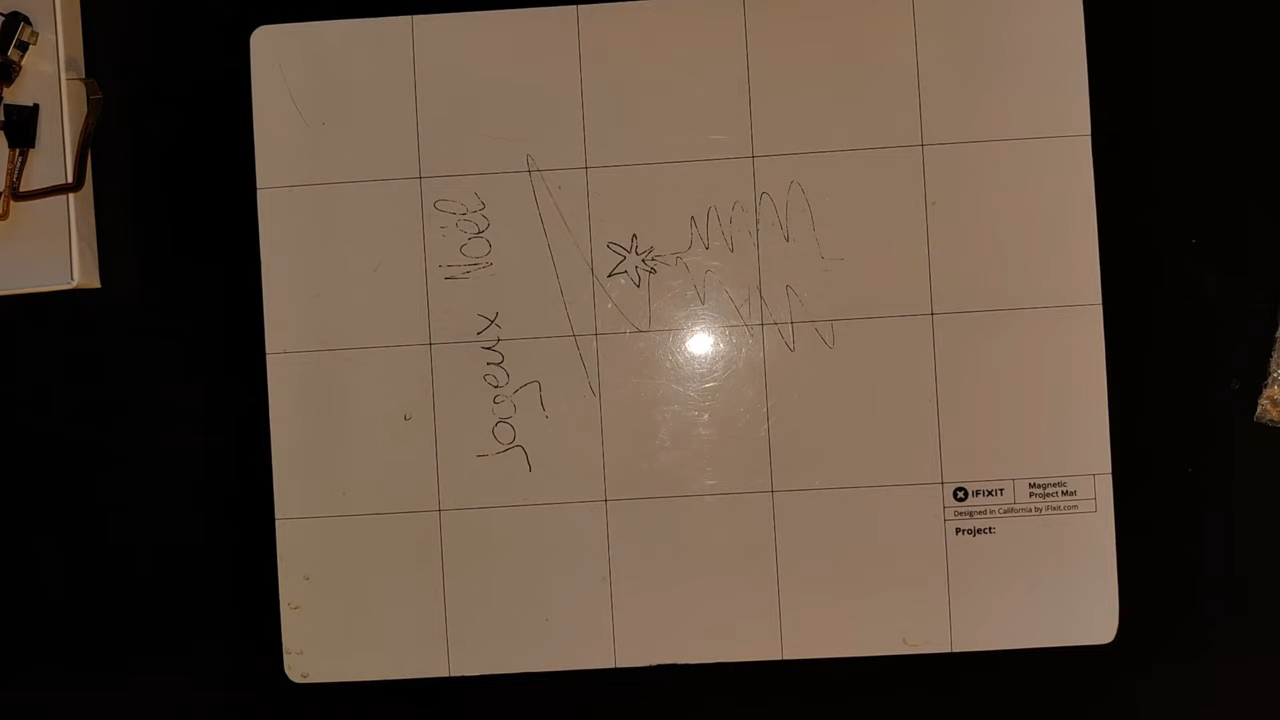 Joyeux Noël
IFIXIT
Magnetic
Project Mat
Designed in California by iFixit.com
Project: